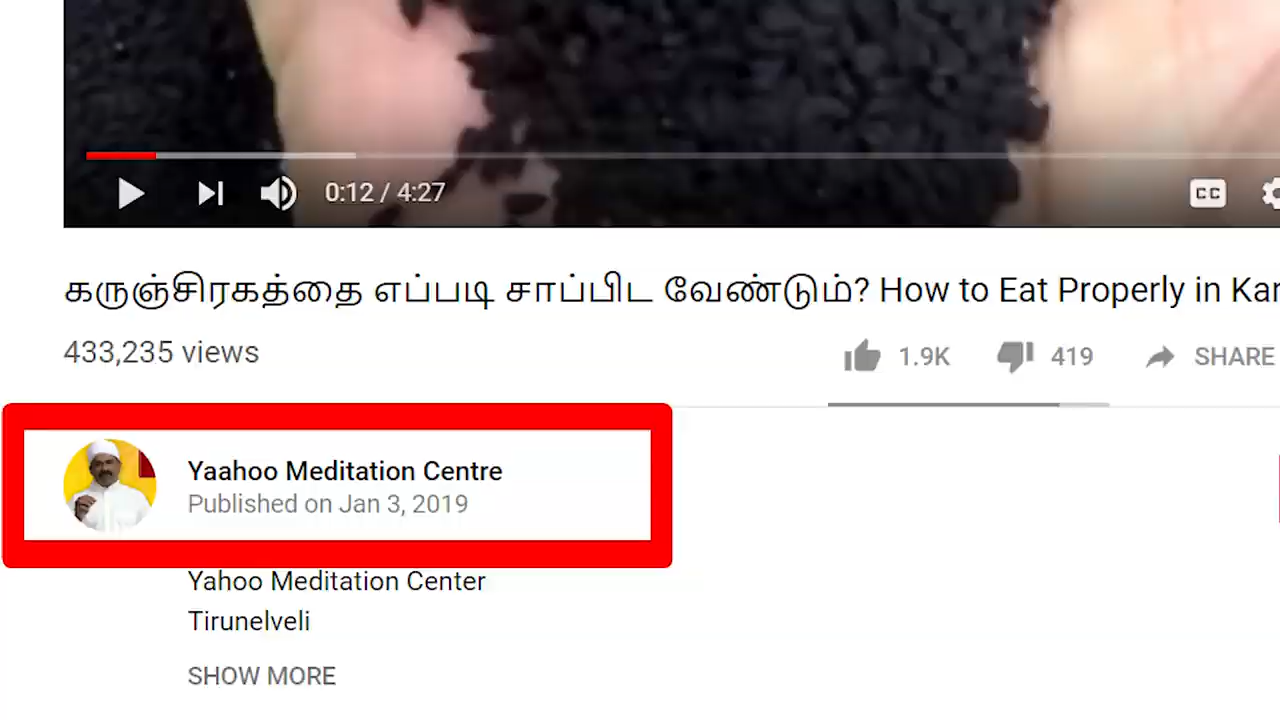 0:12 / 4:27
CC
கருஞ்சிரகத்தை எப்படி சாப்பிட வேண்டும்? How to Eat Properly in Kar
433,235 views
1.9K 419 SHARE
Yaahoo Meditation Centre
Published on Jan 3, 2019
Yahoo Meditation Center
Tirunelveli
SHOW MORE